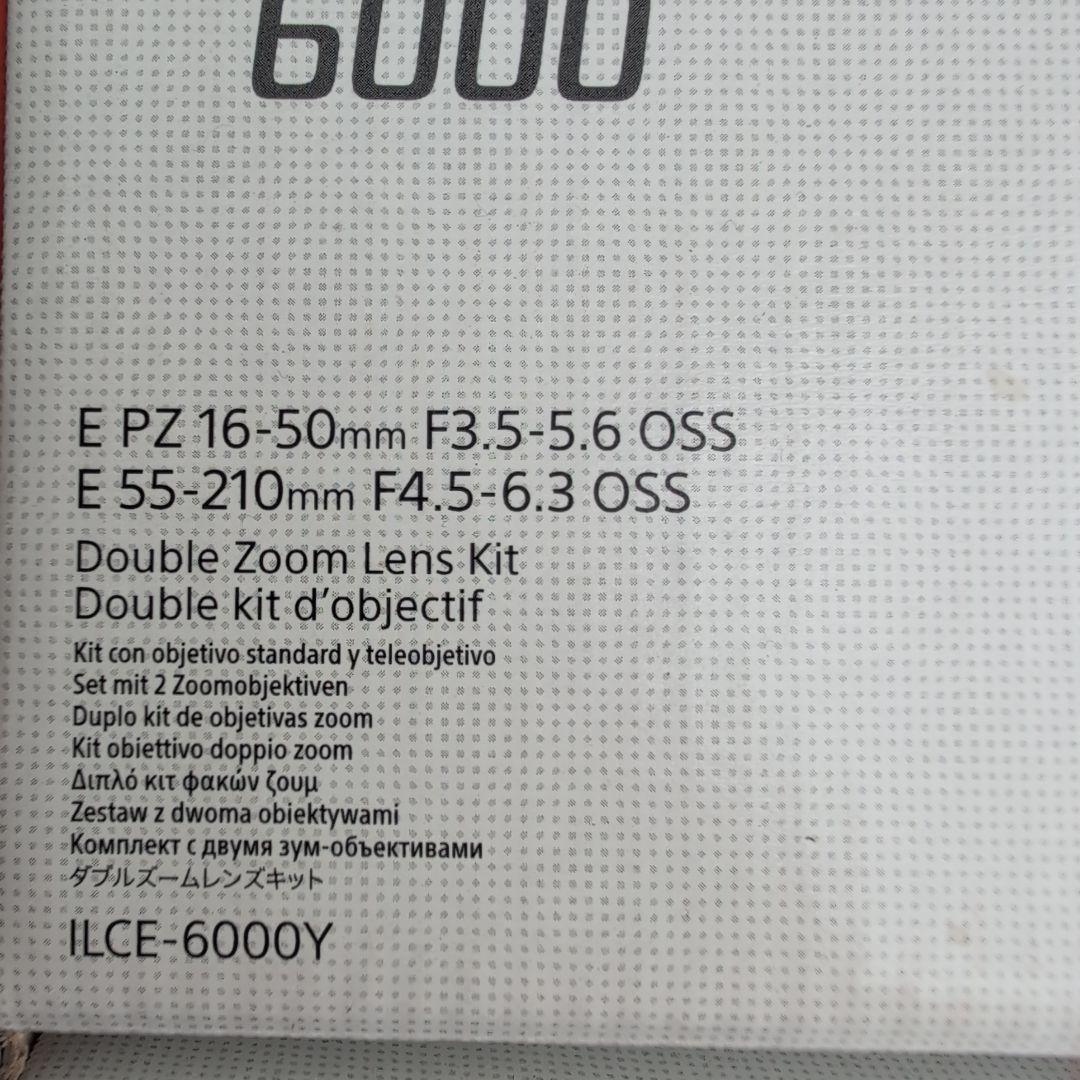 6000
E PZ 16-50mm F3.5-5.6 OSS
E 55-210mm F4.5-6.3 OSS
Double Zoom Lens Kit
Double kit d'objectif
Kit con objetivo standard y teleobjetivo
Set mit 2 Zoomobjektiven
Duplo kit de objetivas zoom
Kit obiettivo doppio zoom
Διπλό κιτ φακών ζουμ
Zestaw z dwoma obiektywami
Комплект с двумя зум-объективами
ダブルズームレンズキット
ILCE-6000Y